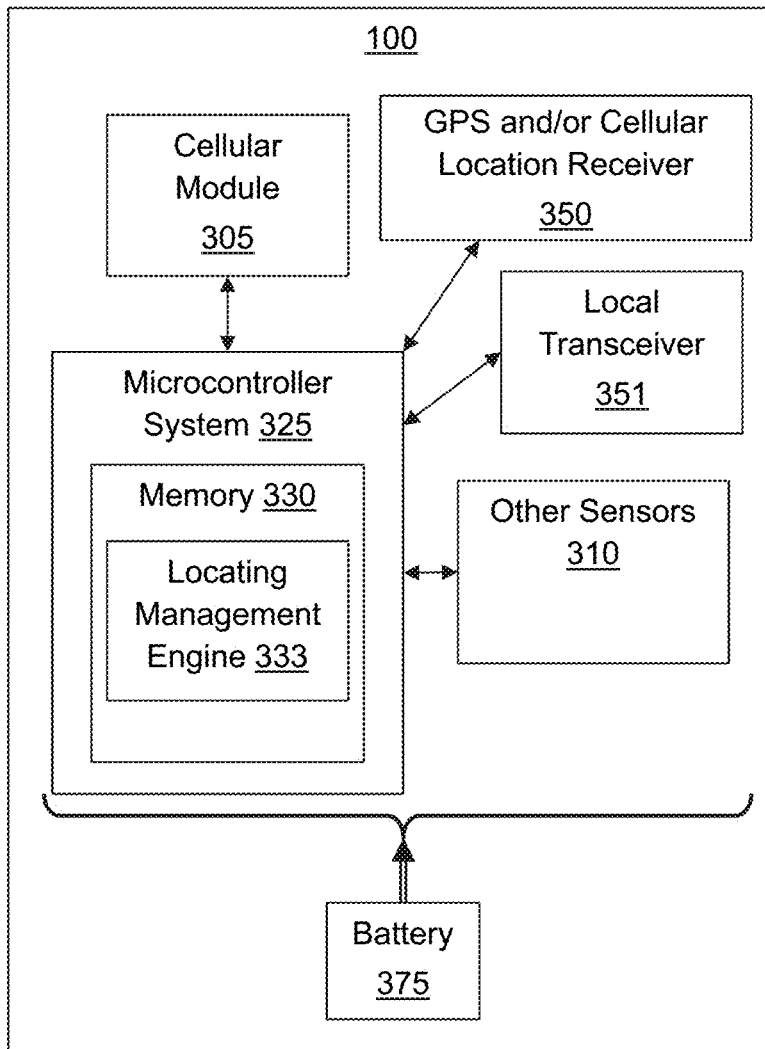 100
Cellular
Module
305
GPS and/or Cellular
Location Receiver
350
Local
Transceiver
351
Microcontroller
System 325
Memory 330
Locating
Management
Engine 333
Other Sensors
310
Battery
375